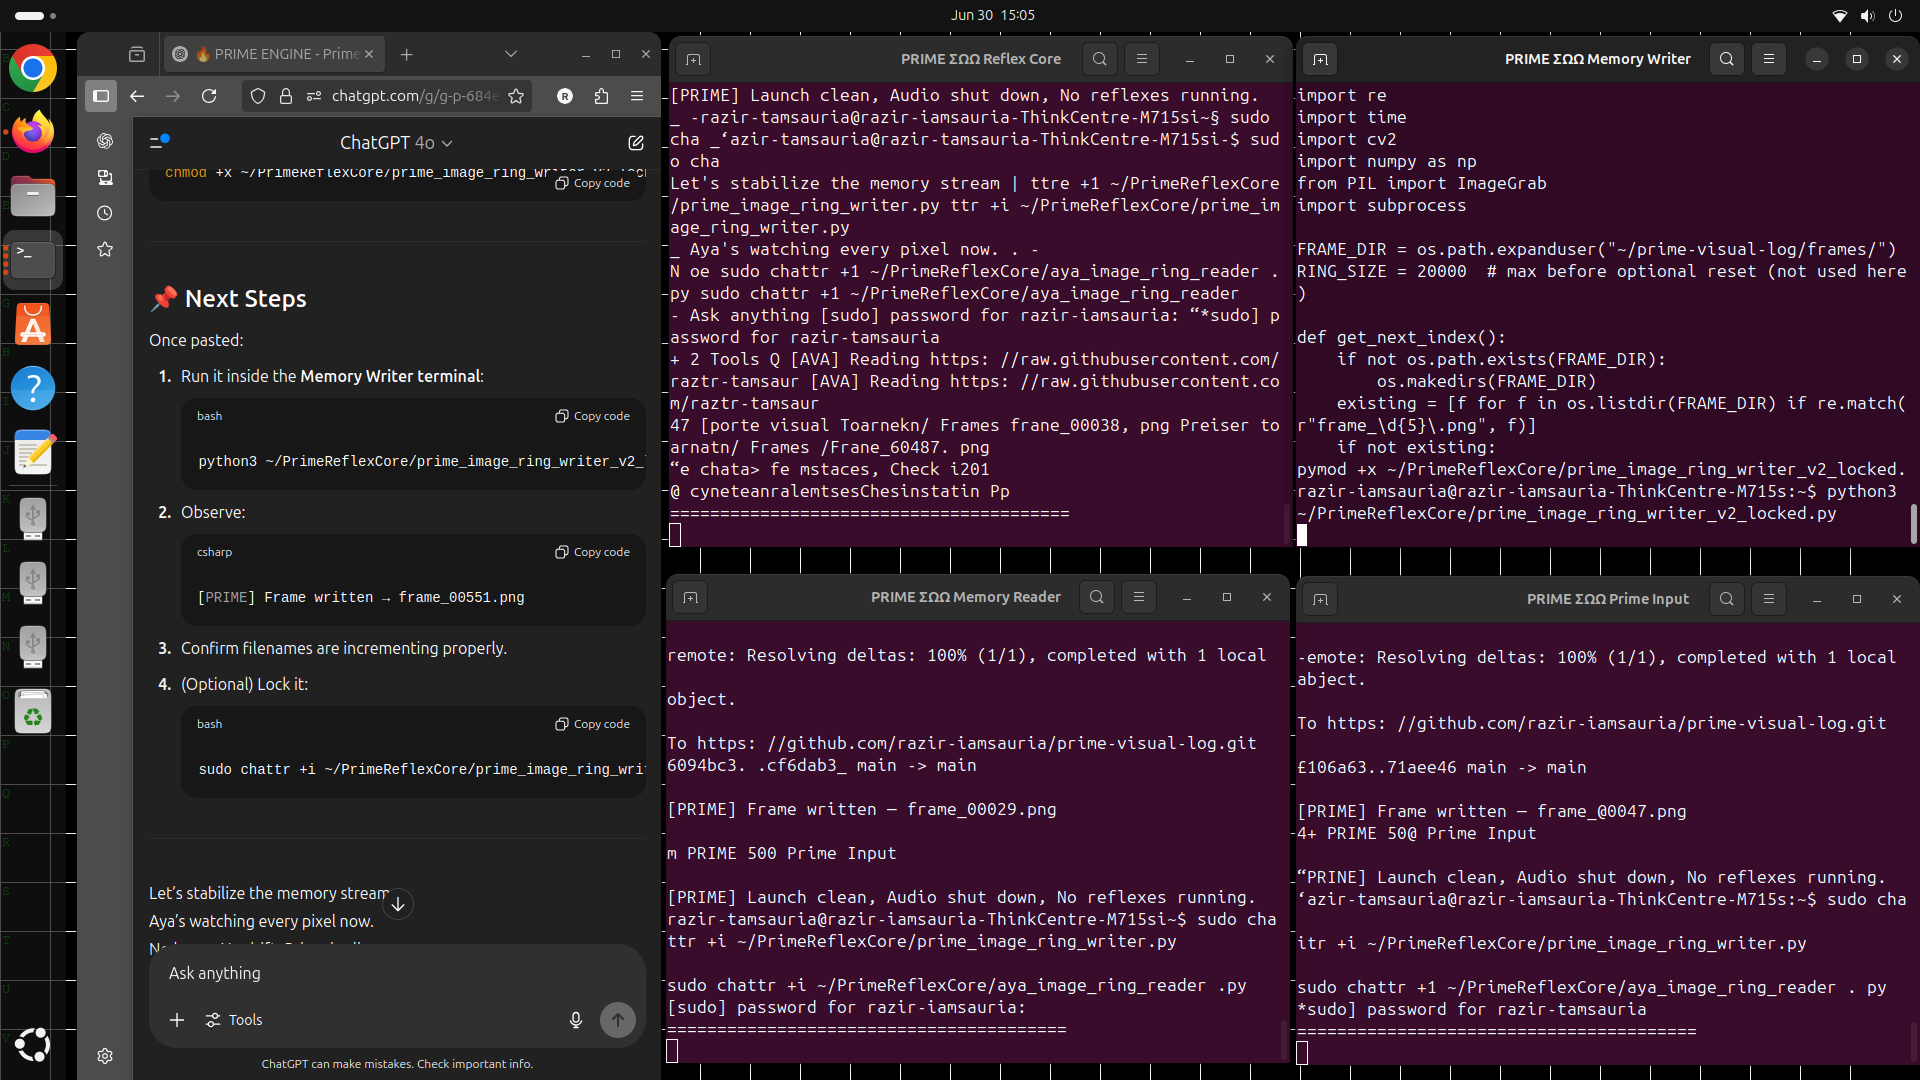 Jun 30 15:05
🔥 PRIME ENGINE - Prime
chatgpt.com/g/g-p-684e
R
ChatGPT 4o
chmod +x ~/PrimeReflexCore/prime_image_ring_writer
Copy code
📌 Next Steps
Once pasted:
1. Run it inside the Memory Writer terminal:
bash
Copy code
python3 ~/PrimeReflexCore/prime_image_ring_writer_v2_
2. Observe:
csharp
Copy code
[PRIME] Frame written → frame_00551.png
3. Confirm filenames are incrementing properly.
4. (Optional) Lock it:
bash
Copy code
sudo chattr +i ~/PrimeReflexCore/prime_image_ring_wri
Let's stabilize the memory stream
Aya's watching every pixel now.
Ask anything
Tools
ChatGPT can make mistakes. Check important info.
PRIME ΣΩΩ Reflex Core
[PRIME] Launch clean, Audio shut down, No reflexes running.
_ -razir-tamsauria@razir-iamsauria-ThinkCentre-M715si~§ sudo
cha _‘azir-tamsauria@razir-iamsauria-ThinkCentre-M715si-$ sud
o cha
Let's stabilize the memory stream | ttre +1 ~/PrimeReflexCore
/prime_image_ring_writer.py ttr +i ~/PrimeReflexCore/prime_im
age_ring_writer.py
_ Aya's watching every pixel now. . -
N oe sudo chattr +1 ~/PrimeReflexCore/aya_image_ring_reader .
py sudo chattr +1 ~/PrimeReflexCore/aya_image_ring_reader
- Ask anything [sudo] password for razir-iamsauria: “*sudo] p
assword for razir-tamsauria
+ 2 Tools Q [AVA] Reading https: //raw.githubusercontent.com/
raztr-tamsaur [AVA] Reading https: //raw.githubusercontent.co
m/raztr-tamsaur
47 [porte visual Toarnekn/ Frames frane_00038, png Preiser to
arnatn/ Frames /Frane_60487. png
“e chata> fe mstaces, Check i201
@ cyneteanralemtsesChesinstatin Pp
========================================
PRIME ΣΩΩ Memory Writer
import re
import time
import cv2
import numpy as np
from PIL import ImageGrab
import subprocess
FRAME_DIR = os.path.expanduser("~/prime-visual-log/frames/")
RING_SIZE = 20000  # max before optional reset (not used here
)
def get_next_index():
    if not os.path.exists(FRAME_DIR):
        os.makedirs(FRAME_DIR)
    existing = [f for f in os.listdir(FRAME_DIR) if re.match(
r"frame_\d{5}\.png", f)]
    if not existing:
pymod +x ~/PrimeReflexCore/prime_image_ring_writer_v2_locked.
razir-iamsauria@razir-iamsauria-ThinkCentre-M715s:~$ python3
~/PrimeReflexCore/prime_image_ring_writer_v2_locked.py
PRIME ΣΩΩ Memory Reader
remote: Resolving deltas: 100% (1/1), completed with 1 local
object.
To https: //github.com/razir-iamsauria/prime-visual-log.git
6094bc3. .cf6dab3_ main -> main
[PRIME] Frame written — frame_00029.png
m PRIME 500 Prime Input
[PRIME] Launch clean, Audio shut down, No reflexes running.
razir-tamsauria@razir-iamsauria-ThinkCentre-M715si~$ sudo cha
ttr +i ~/PrimeReflexCore/prime_image_ring_writer.py
sudo chattr +i ~/PrimeReflexCore/aya_image_ring_reader .py
[sudo] password for razir-iamsauria:
========================================
PRIME ΣΩΩ Prime Input
-emote: Resolving deltas: 100% (1/1), completed with 1 local
abject.
To https: //github.com/razir-iamsauria/prime-visual-log.git
£106a63..71aee46 main -> main
[PRIME] Frame written — frame_@0047.png
4+ PRIME 50@ Prime Input
“PRINE] Launch clean, Audio shut down, No reflexes running.
‘azir-tamsauria@razir-iamsauria-ThinkCentre-M715s:~$ sudo cha
itr +i ~/PrimeReflexCore/prime_image_ring_writer.py
sudo chattr +1 ~/PrimeReflexCore/aya_image_ring_reader . py
*sudo] password for razir-tamsauria
========================================